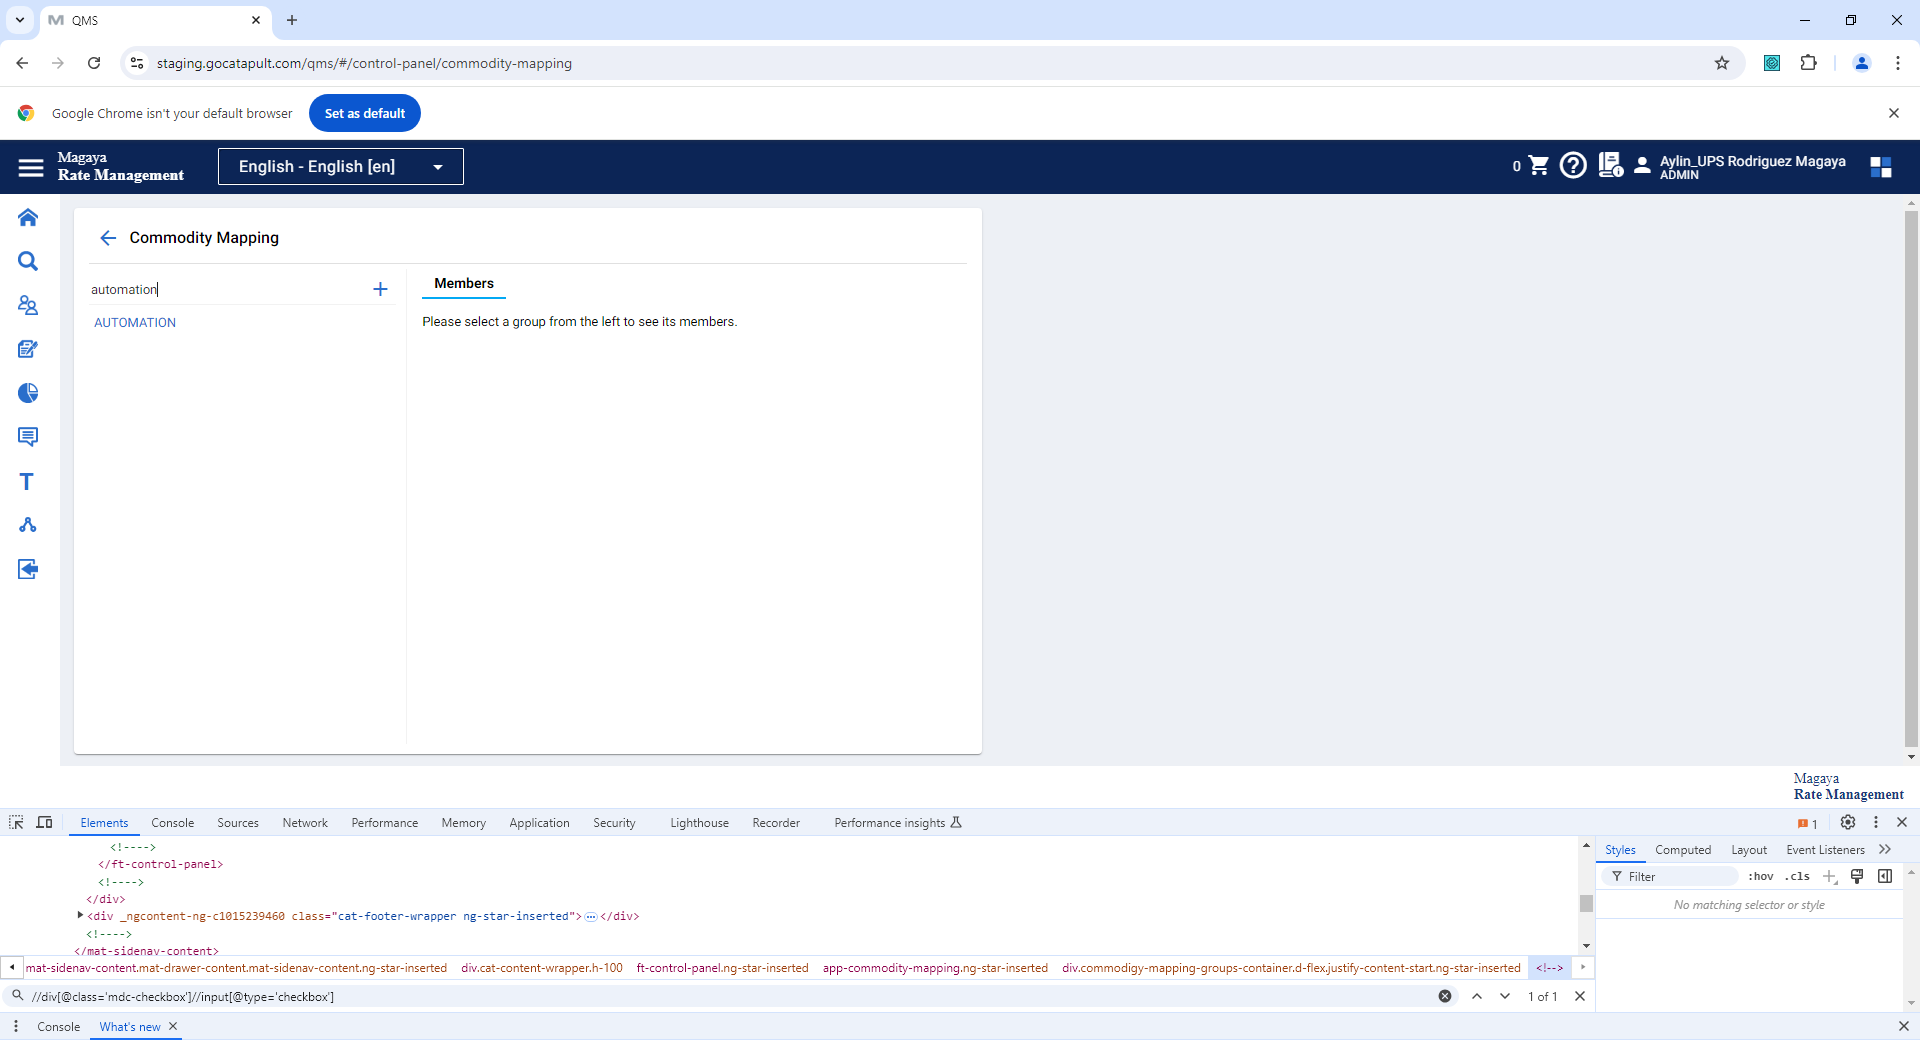 QMS
staging.gocatapult.com/qms/#/control-panel/commodity-mapping
Google Chrome isn't your default browser
Set as default
Magaya
Rate Management
English - English [en]
0
Aylin_UPS Rodriguez Magaya
ADMIN
T
Commodity Mapping
automation
AUTOMATION
Members
Please select a group from the left to see its members.
Magaya
Rate Management
Elements Console Sources Network Performance Memory Application Security Lighthouse Recorder Performance insights
1
<!---->
</ft-control-panel>
<!---->
</div>
<div _ngcontent-ng-c1015239460 class="cat-footer-wrapper ng-star-inserted">…</div>
<!---->
</mat-sidenav-content>
mat-sidenav-content.mat-drawer-content.mat-sidenav-content.ng-star-inserted div.cat-content-wrapper.h-100 ft-control-panel.ng-star-inserted app-commodity-mapping.ng-star-inserted div.commodigy-mapping-groups-container.d-flex.justify-content-start.ng-star-inserted <!-->
//div[@class='mdc-checkbox']//input[@type='checkbox']
1 of 1
Styles Computed Layout Event Listeners
Filter
:hov .cls
No matching selector or style
Console What's new